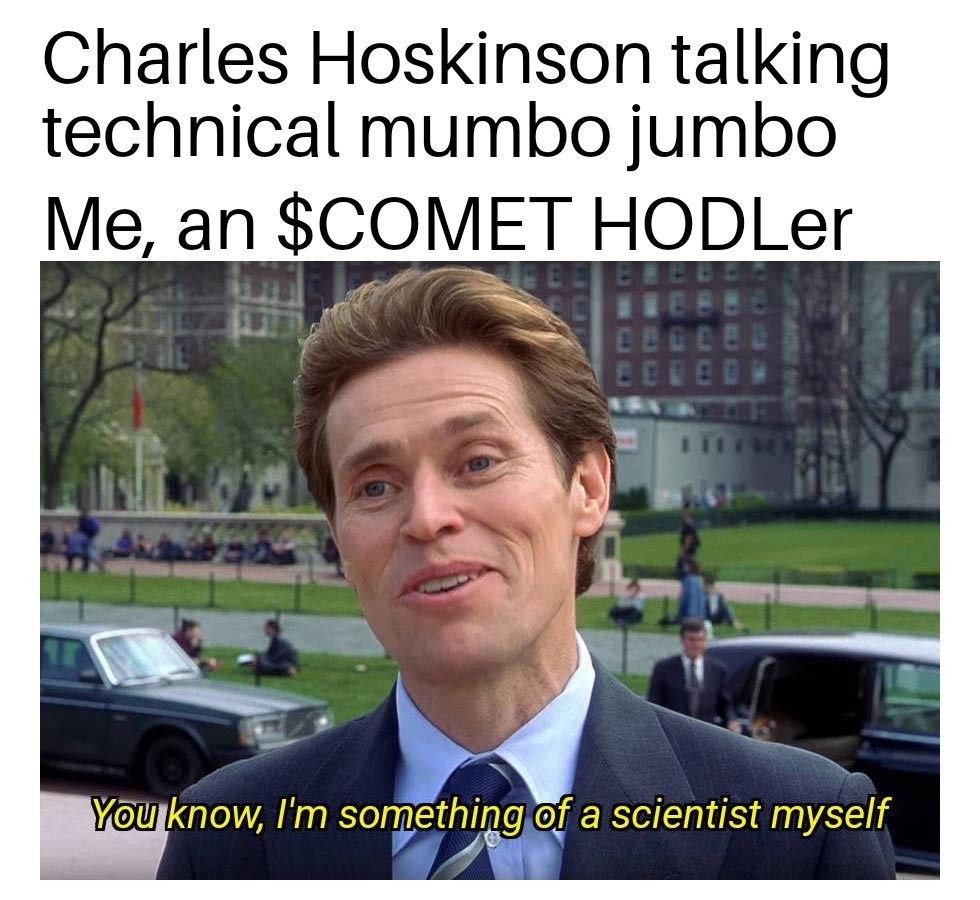 Charles Hoskinson talking
technical mumbo jumbo
Me, an $COMET HODLer
You know, I'm something of a scientist myself